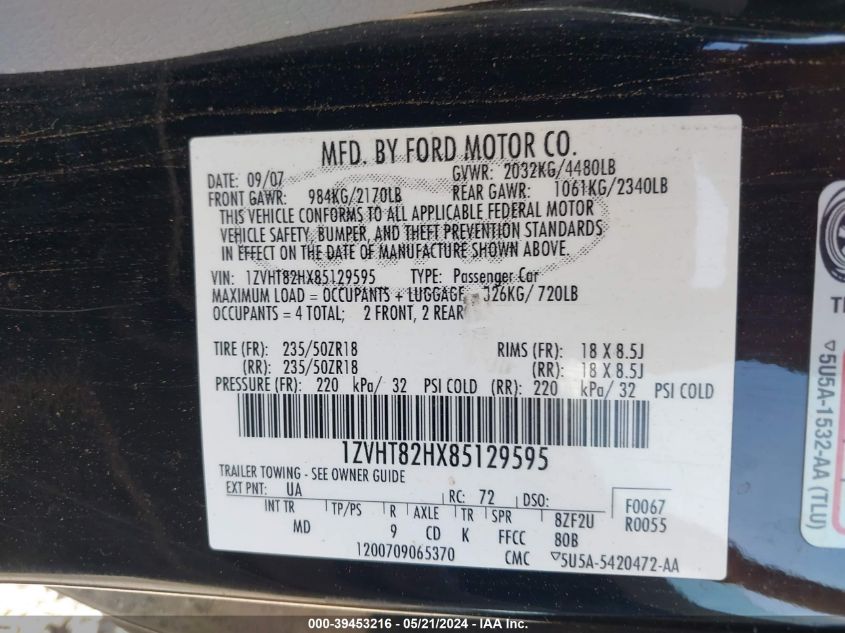 MFD. BY FORD MOTOR CO.
DATE: 09/07 GVWR: 2032KG/4480LB
FRONT GAWR: 984KG/2170LB REAR GAWR: 1061KG/2340LB
THIS VEHICLE CONFORMS TO ALL APPLICABLE FEDERAL MOTOR
VEHICLE SAFETY, BUMPER, AND THEFT PREVENTION STANDARDS
IN EFFECT ON THE DATE OF MANUFACTURE SHOWN ABOVE.
VIN: 1ZVHT82HX85129595 TYPE: Passenger Car
MAXIMUM LOAD = OCCUPANTS + LUGGAGE 326KG/ 720LB
OCCUPANTS = 4 TOTAL; 2 FRONT, 2 REAR
TIRE (FR): 235/50ZR18 RIMS (FR): 18 X 8.5J
(RR): 235/50ZR18 (RR): 18 X 8.5J
PRESSURE (FR): 220 kPa/ 32 PSI COLD (RR): 220 kPa/ 32 PSI COLD
1ZVHT82HX85129595
TRAILER TOWING - SEE OWNER GUIDE
EXT PNT: UA RC: 72 DSO: F0067
INT TR TP/PS R AXLE TR SPR 8ZF2U R0055
MD 9 CD K FFCC 80B
1200709065370 CMC ▽5U5A-5420472-AA
▽5U5A-1532-AA (TLU)
000-39453216 - 05/21/2024 - IAA Inc.